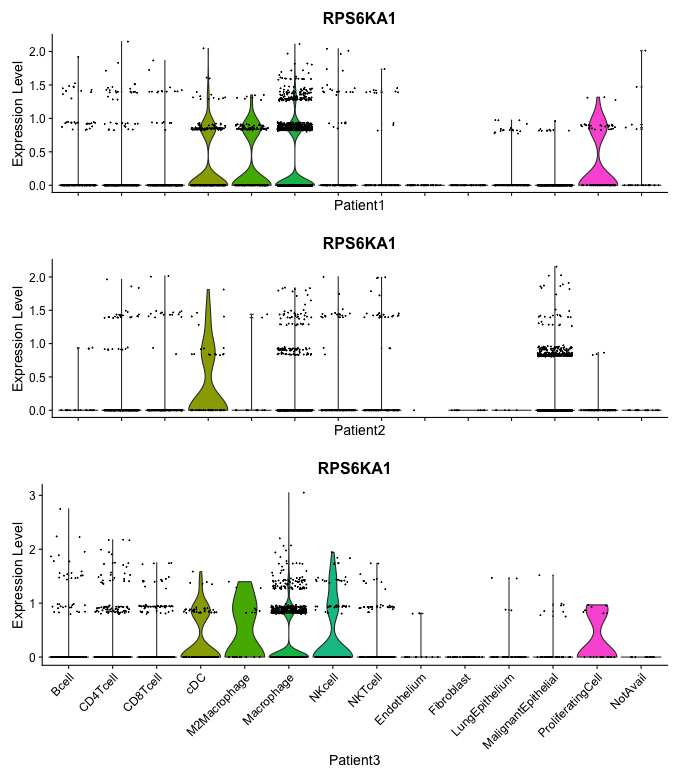 RPS6KA1
Expression Level
2.0
1.5
1.0
0.5
0.0
Patient1
RPS6KA1
Expression Level
2.0
1.5
1.0
0.5
0.0
Patient2
RPS6KA1
Expression Level
3
2
1
0
Bcell
CD4Tcell
CD8Tcell
cDC
M2Macrophage
Macrophage
NKcell
NKTcell
Endothelium
Fibroblast
LungEpithelium
MalignantEpithelial
ProliferatingCell
NotAvail
Patient3